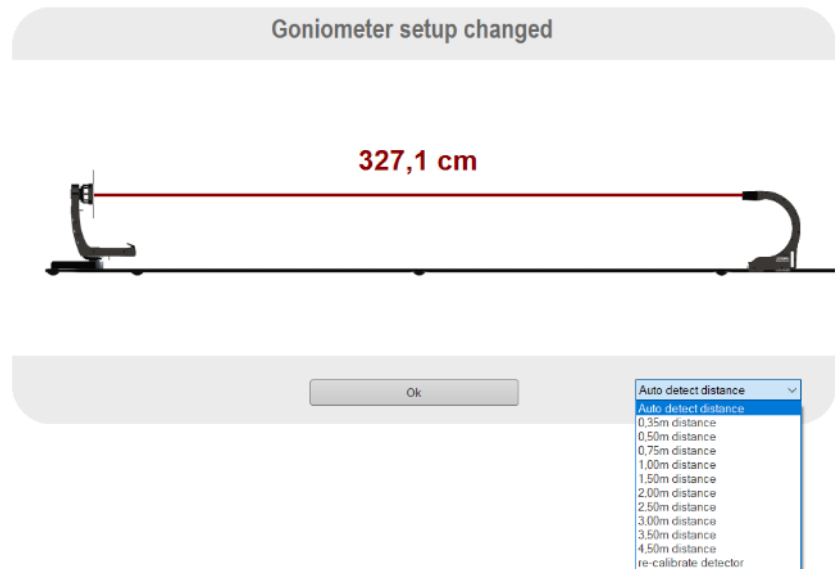 Goniometer setup changed
327,1 cm
Ok
Auto detect distance
Auto detect distance
0,35m distance
0,50m distance
0,75m distance
1,00m distance
1,50m distance
2,00m distance
2,50m distance
3,00m distance
3,50m distance
4,50m distance
re-calibrate detector